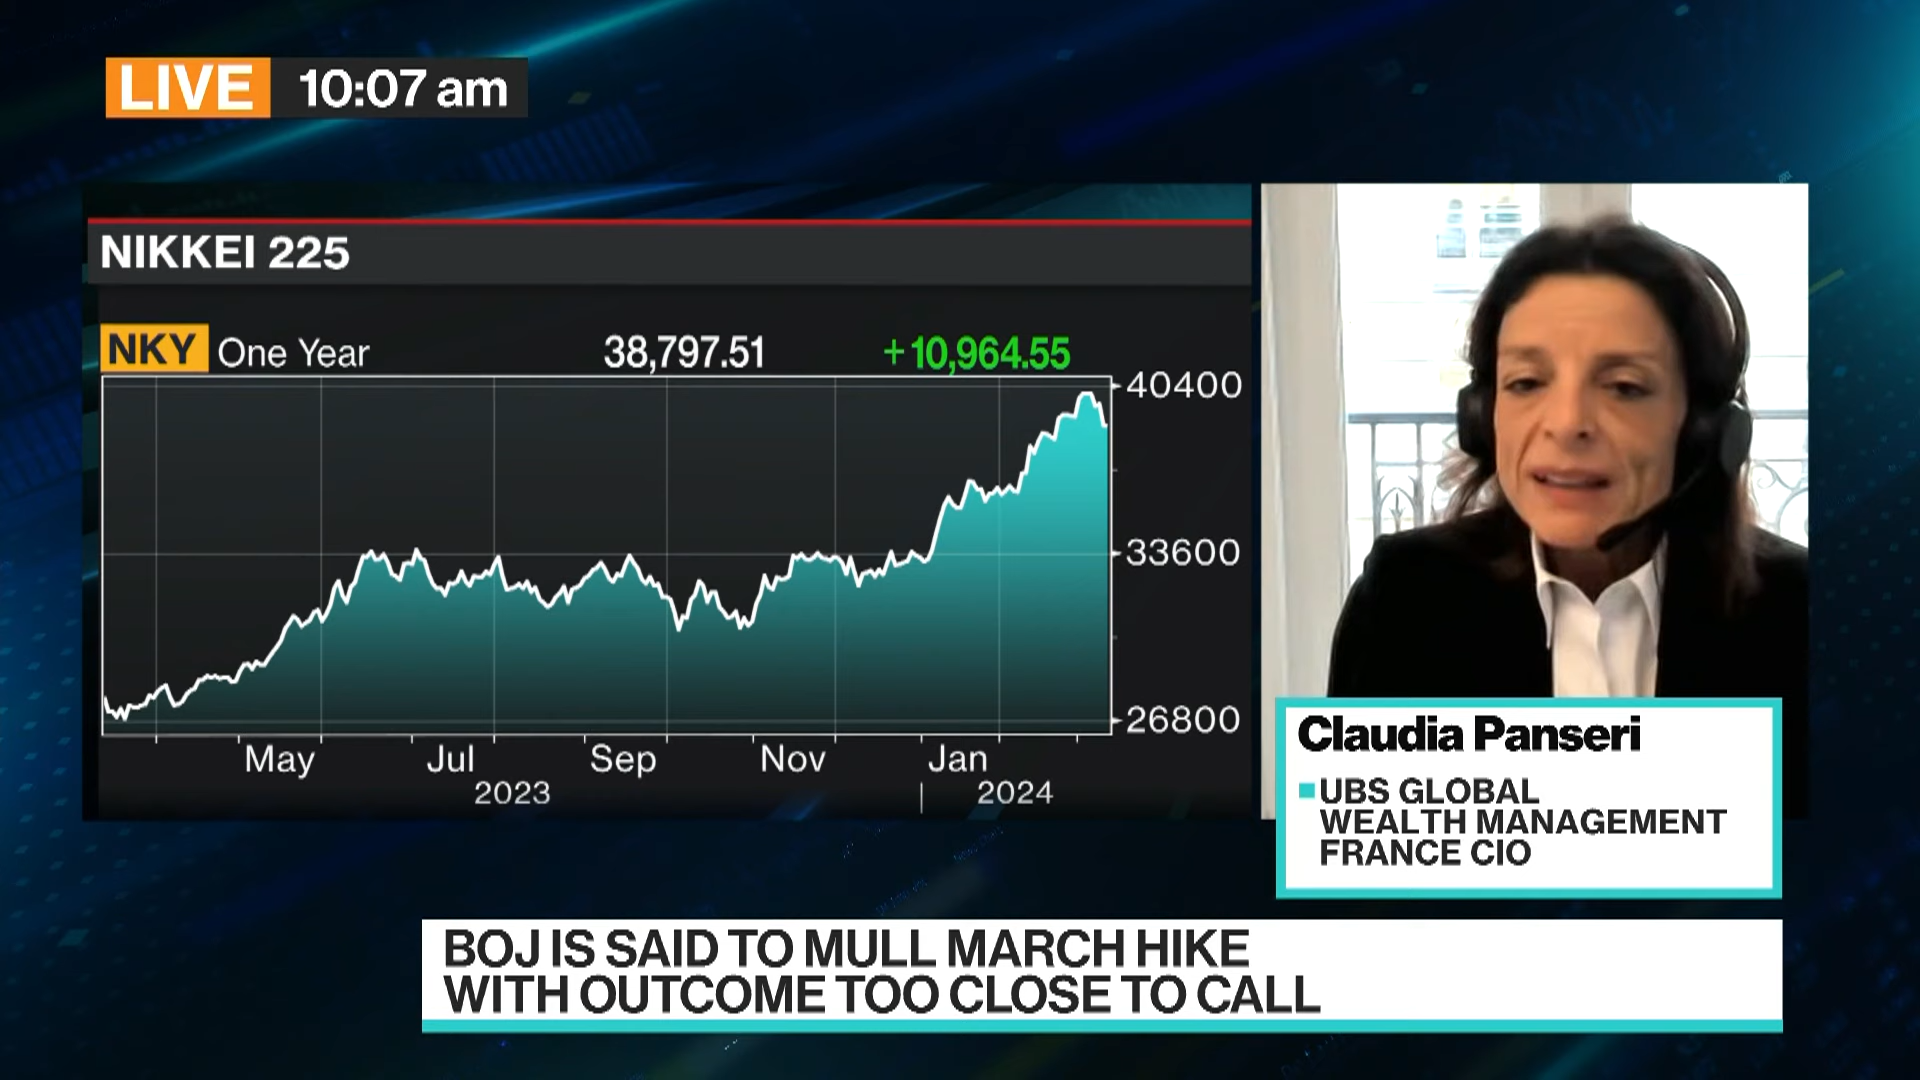 LIVE 10:07 am
NIKKEI 225
NKY One Year 38,797.51 +10,964.55
40400
33600
26800
May Jul Sep Nov Jan
2023 2024
Claudia Panseri
UBS GLOBAL
WEALTH MANAGEMENT
FRANCE CIO
BOJ IS SAID TO MULL MARCH HIKE
WITH OUTCOME TOO CLOSE TO CALL